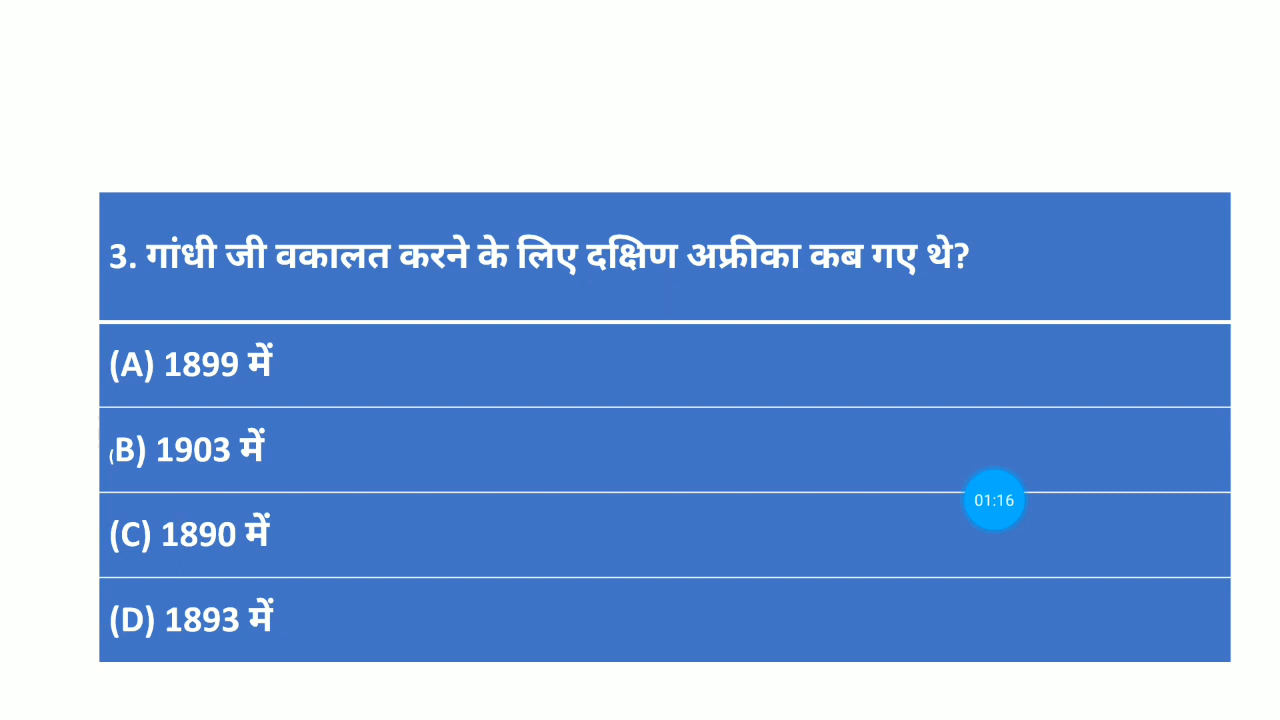 3. गांधी जी वकालत करने के लिए दक्षिण अफ्रीका कब गए थे?
(A) 1899 में
(B) 1903 में
(C) 1890 में
01:16
(D) 1893 में